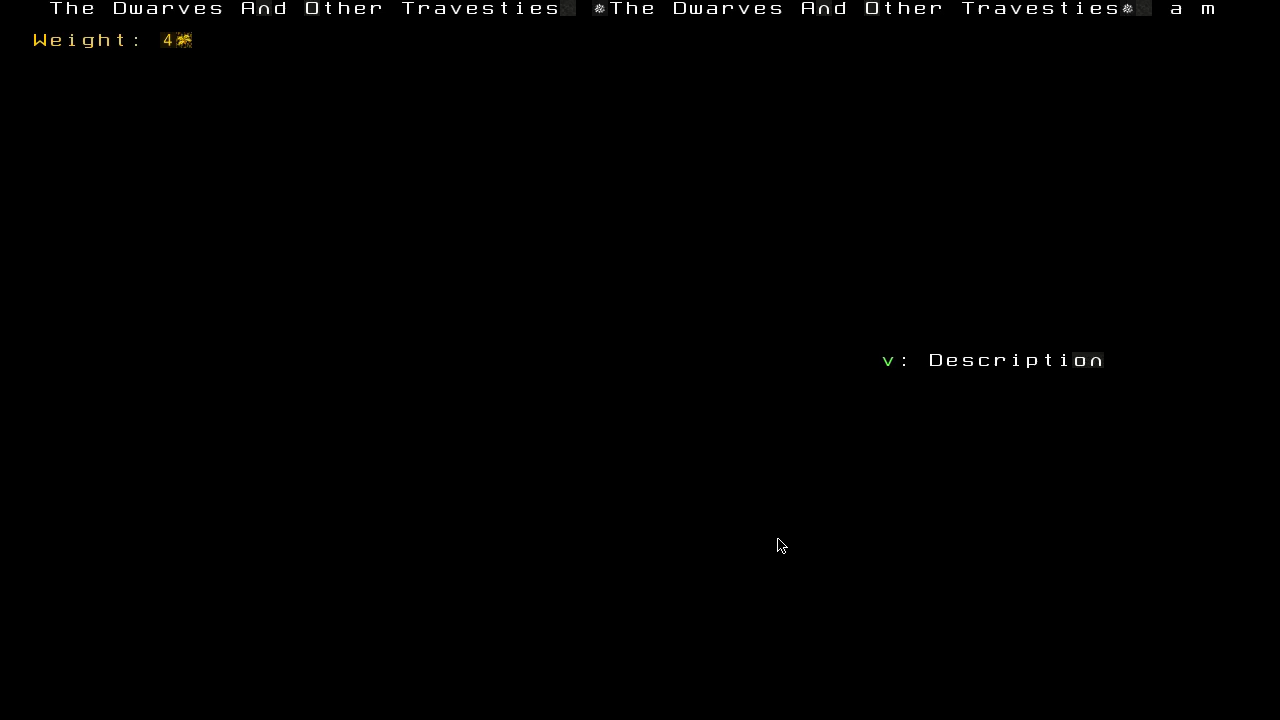 The Dwarves And Other Travesties ☼The Dwarves And Other Travesties☼ a m
Weight: 4☼
v: Description